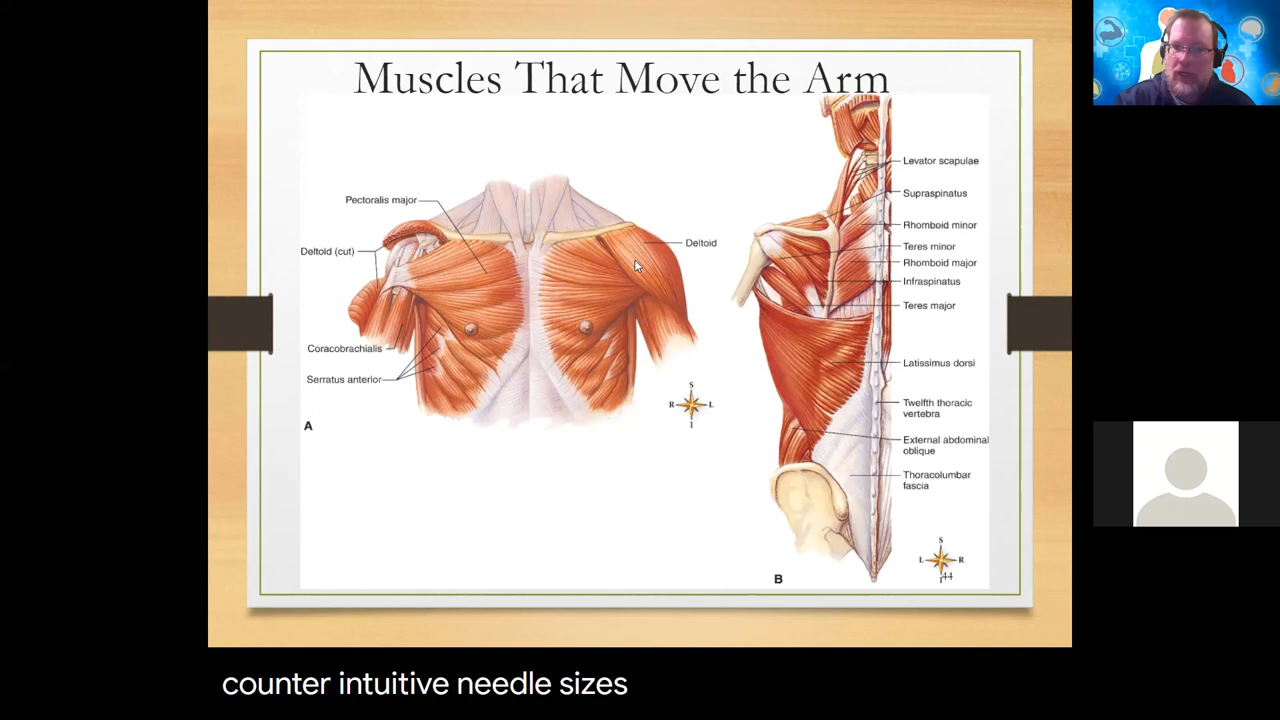 Muscles That Move the Arm
Pectoralis major
Deltoid (cut)
Deltoid
Coracobrachialis
Serratus anterior
S
R
L
I
A
Levator scapulae
Supraspinatus
Rhomboid minor
Teres minor
Rhomboid major
Infraspinatus
Teres major
Latissimus dorsi
Twelfth thoracic
vertebra
External abdominal
oblique
Thoracolumbar
fascia
S
L
R
I
44
B
counter intuitive needle sizes